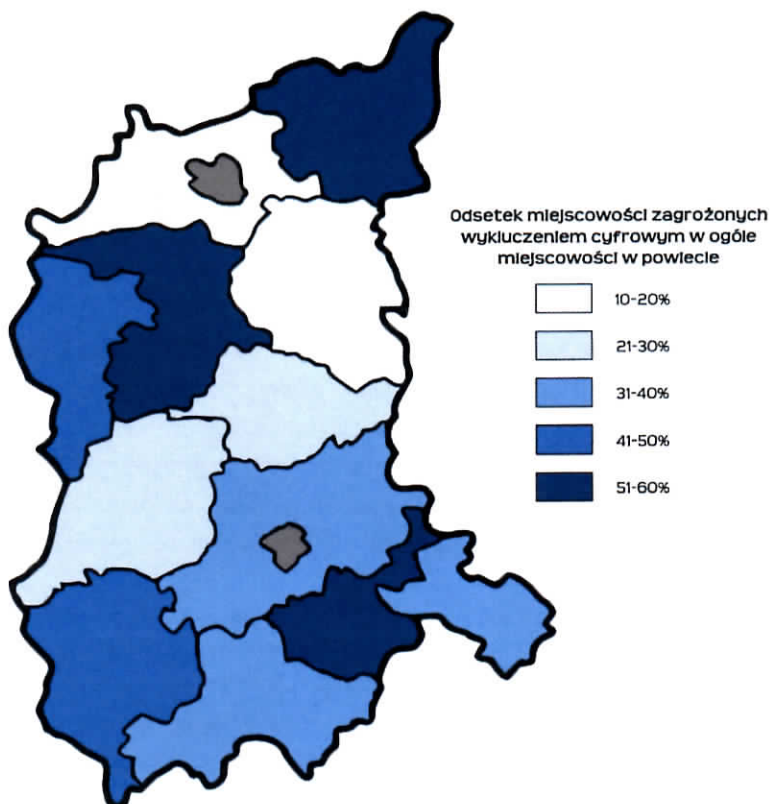 Odsetek miejscowości zagrożonych
wykluczeniem cyfrowym w ogóle
miejscowości w powiecie
10-20%
21-30%
31-40%
41-50%
51-60%